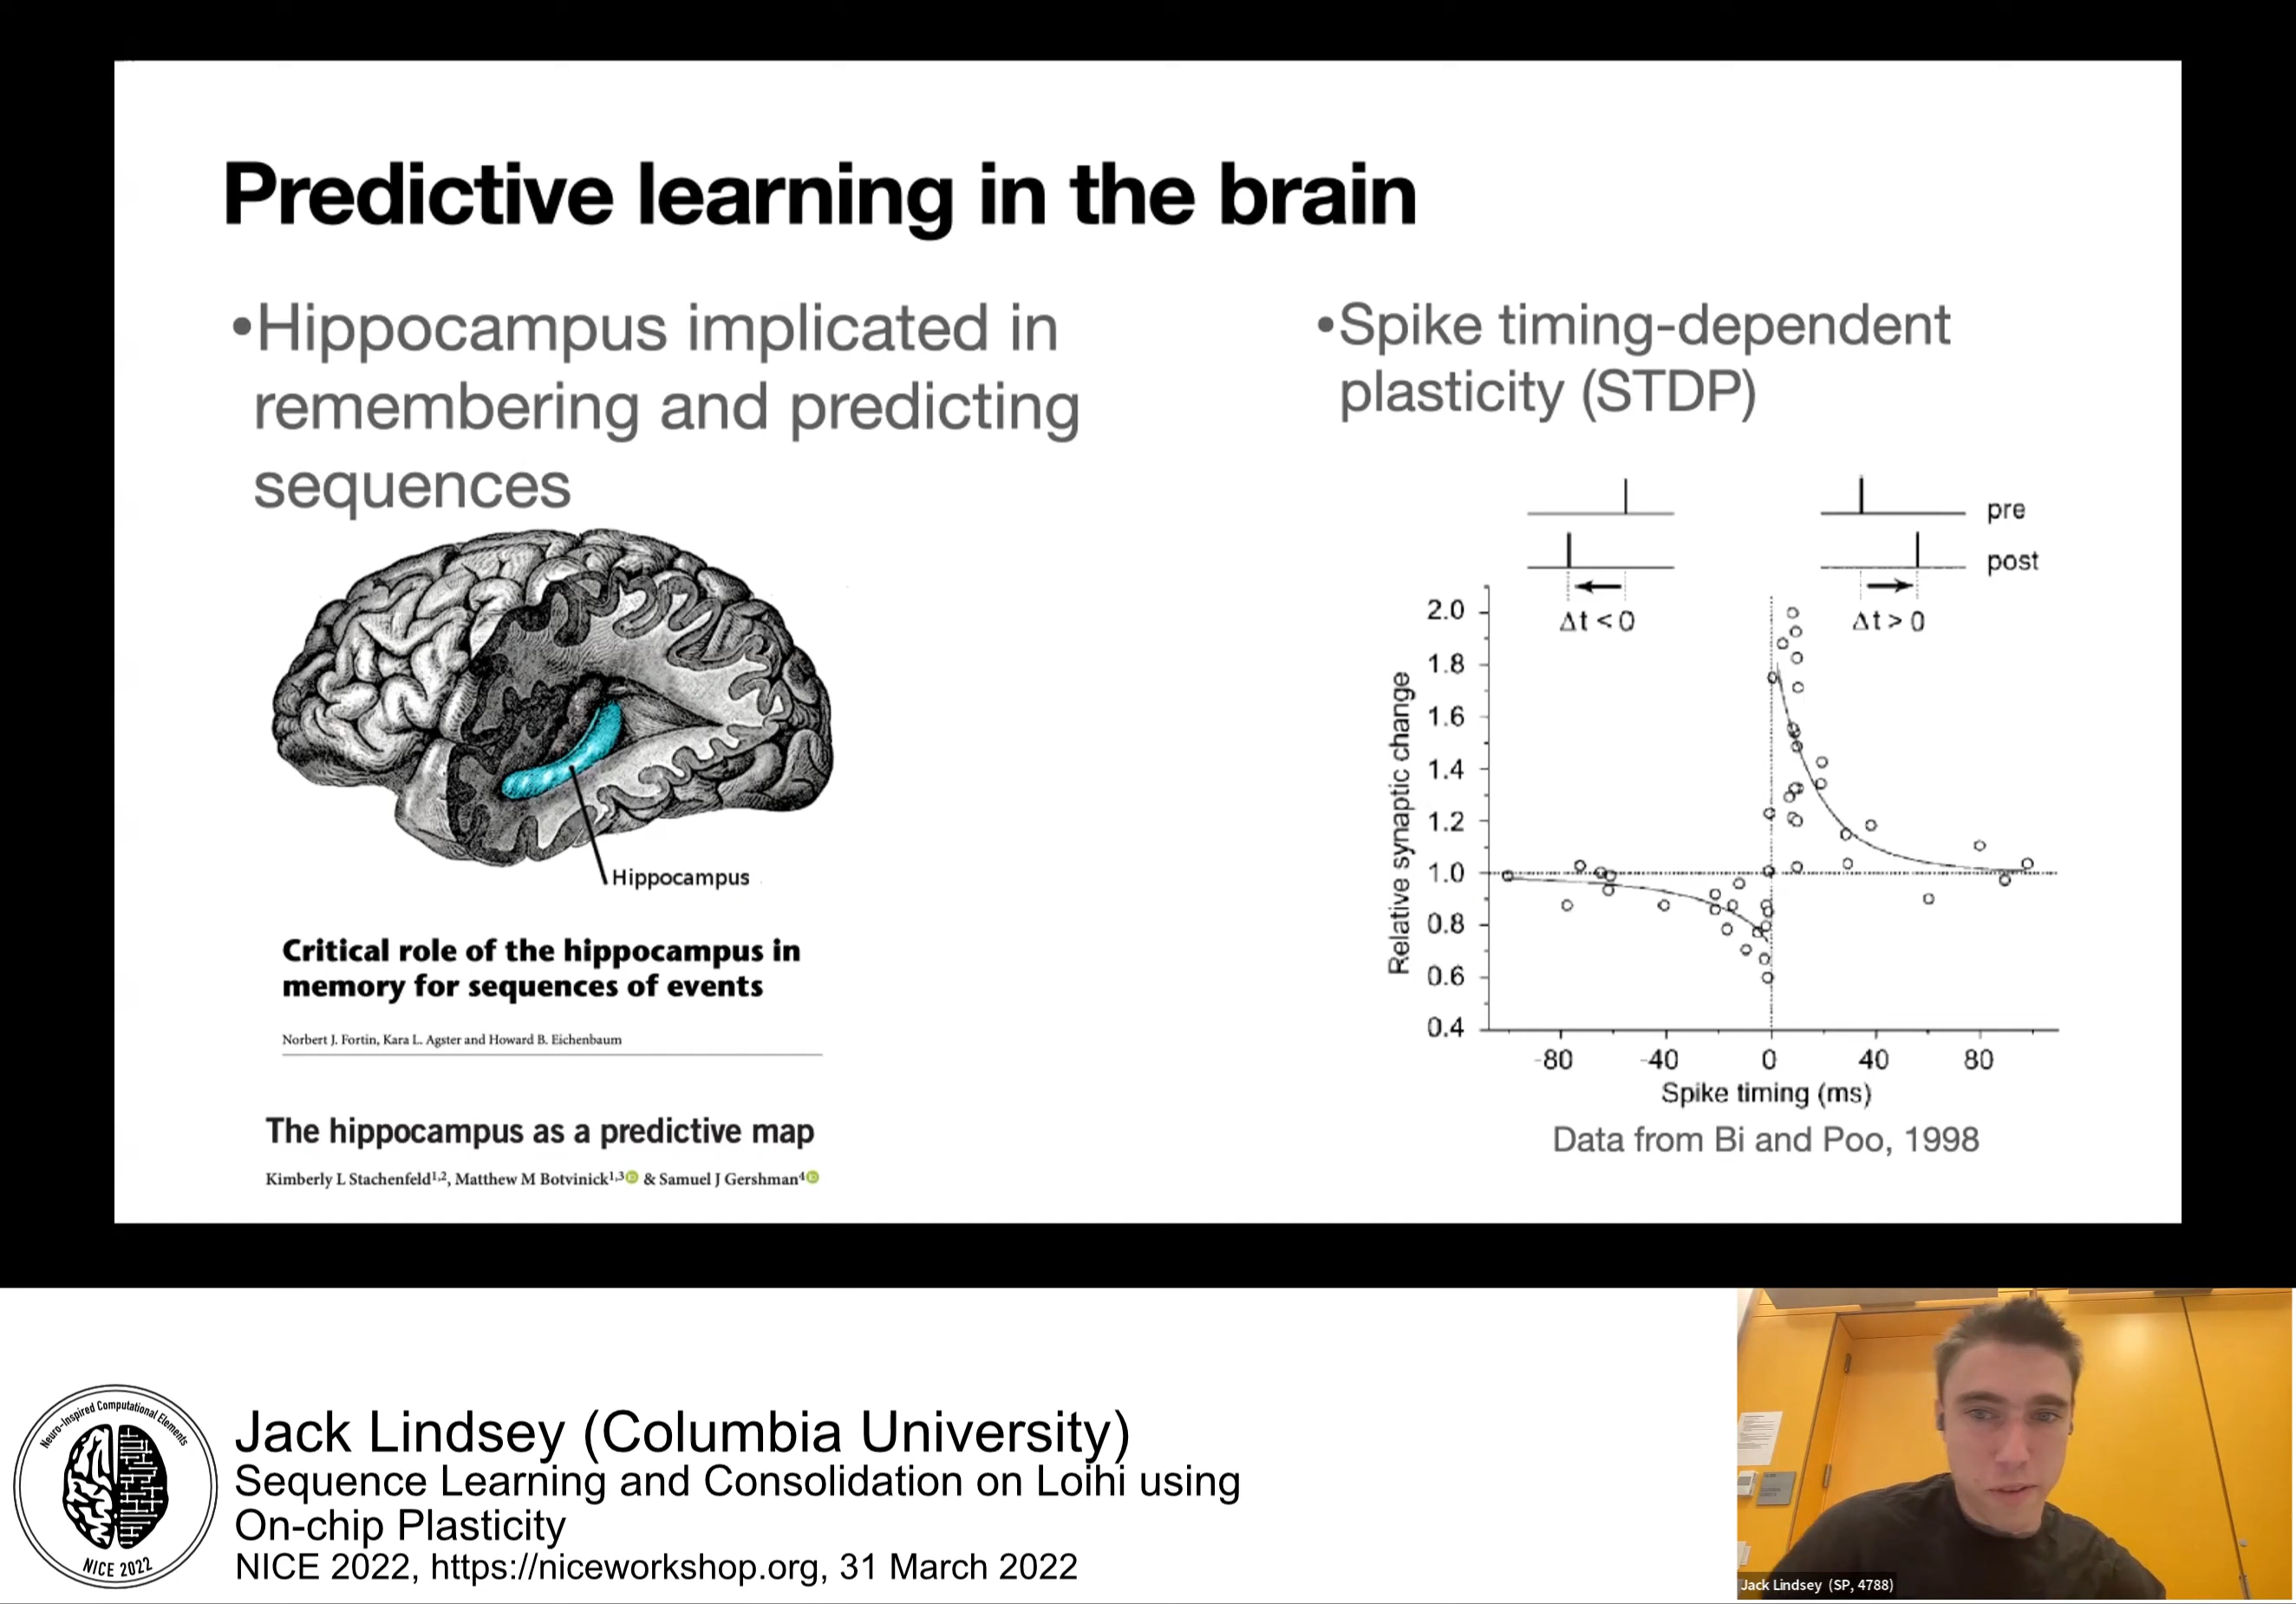 Predictive learning in the brain
•Hippocampus implicated in
remembering and predicting
sequences
Hippocampus
Critical role of the hippocampus in
memory for sequences of events
Norbert J. Fortin, Kara L. Agster and Howard B. Eichenbaum
The hippocampus as a predictive map
Kimberly L Stachenfeld1,2, Matthew M Botvinick1,3 & Samuel J Gershman4
•Spike timing-dependent
plasticity (STDP)
pre
post
Δt < 0
Δt > 0
Relative synaptic change
2.0
1.8
1.6
1.4
1.2
1.0
0.8
0.6
0.4
-80 -40 0 40 80
Spike timing (ms)
Data from Bi and Poo, 1998
Neuro-Inspired Computational Elements
NICE 2022
Jack Lindsey (Columbia University)
Sequence Learning and Consolidation on Loihi using
On-chip Plasticity
NICE 2022, https://niceworkshop.org, 31 March 2022
Jack Lindsey (SP, 4788)